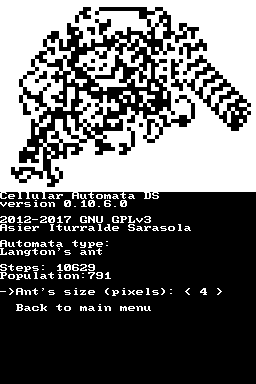 Cellular Automata DS
version 0.10.6.0
2012-2017 GNU GPLv3
Asier Iturralde Sarasola
Automata type:
Langton's ant
Steps: 10629
Population:791
->Ant's size (pixels): < 4 >
Back to main menu